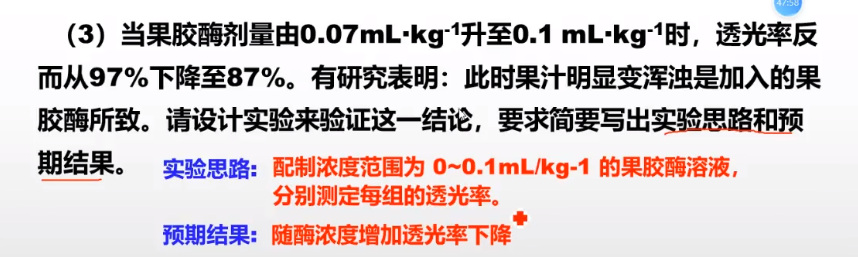 47:58
（3）当果胶酶剂量由0.07mL·kg-1升至0.1 mL·kg-1时，透光率反
而从97%下降至87%。有研究表明：此时果汁明显变浑浊是加入的果
胶酶所致。请设计实验来验证这一结论，要求简要写出实验思路和预
期结果。
实验思路: 配制浓度范围为 0~0.1mL/kg-1 的果胶酶溶液，
分别测定每组的透光率。
预期结果: 随酶浓度增加透光率下降